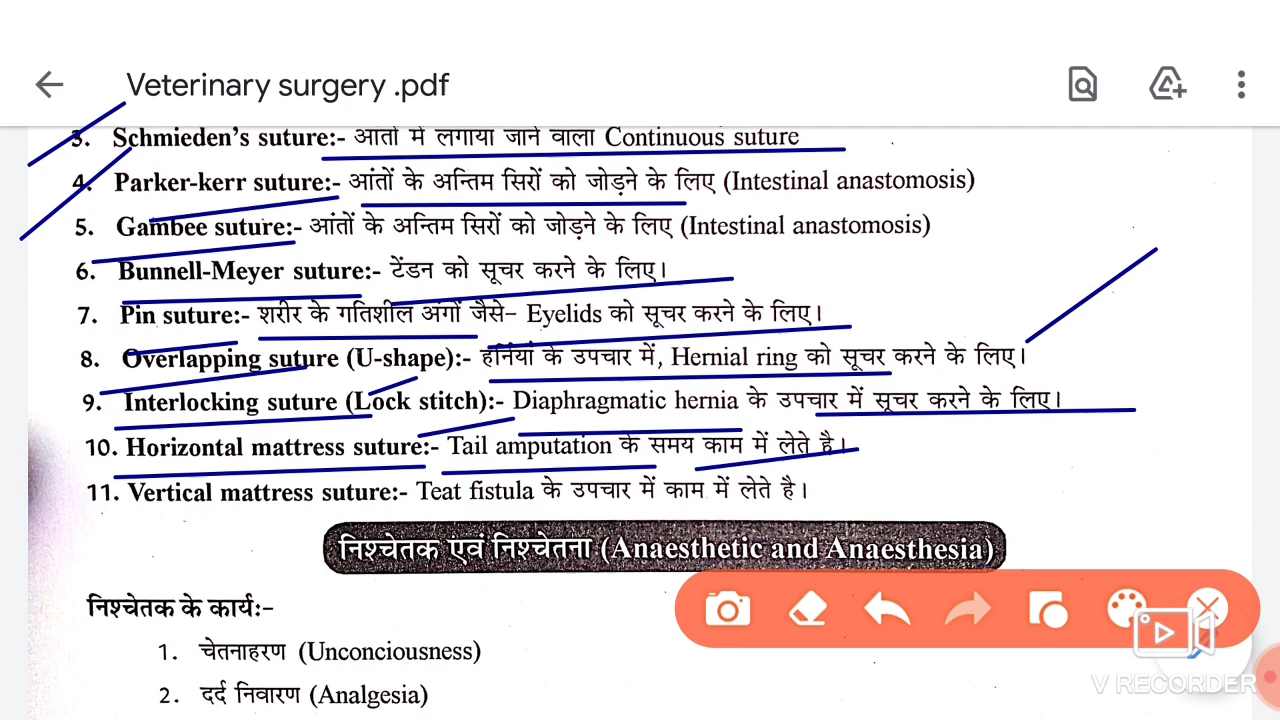 Veterinary surgery .pdf
3. Schmieden's suture:- आंतों में लगाया जाने वाला Continuous suture
4. Parker-kerr suture:- आंतों के अन्तिम सिरों को जोड़ने के लिए (Intestinal anastomosis)
5. Gambee suture:- आंतों के अन्तिम सिरों को जोड़ने के लिए (Intestinal anastomosis)
6. Bunnell-Meyer suture:- टेंडन को सूचर करने के लिए।
7. Pin suture:- शरीर के गतिशील अंगों जैसे– Eyelids को सूचर करने के लिए।
8. Overlapping suture (U-shape):- हर्नियां के उपचार में, Hernial ring को सूचर करने के लिए।
9. Interlocking suture (Lock stitch):- Diaphragmatic hernia के उपचार में सूचर करने के लिए।
10. Horizontal mattress suture:- Tail amputation के समय काम में लेते है।
11. Vertical mattress suture:- Teat fistula के उपचार में काम में लेते है।
निश्चेतक एंवं निश्चेतना (Anaesthetic and Anaesthesia)
निश्चेतक के कार्यः–
1. चेतनाहरण (Unconciousness)
2. दर्द निवारण (Analgesia)
V RECORDER